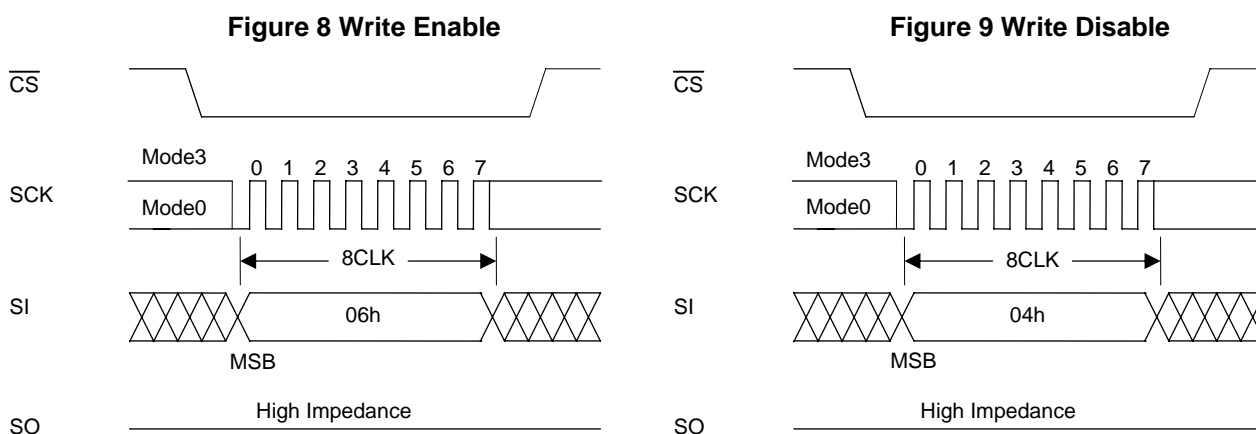 Figure 8 Write Enable
CS
Mode3
0 1 2 3 4 5 6 7
SCK
Mode0
8CLK
SI
06h
MSB
High Impedance
SO
Figure 9 Write Disable
CS
Mode3
0 1 2 3 4 5 6 7
SCK
Mode0
8CLK
SI
04h
MSB
High Impedance
SO